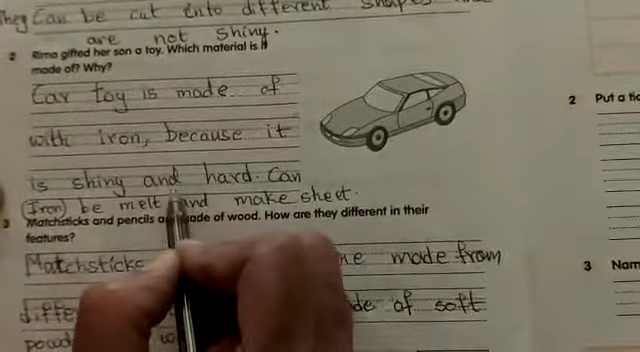 They Can be cut into different shapes
are not shiny.
2 Rima gifted her son a toy. Which material is it
made of? Why?
Car toy is made of
with iron, because it
is shing and hard. Can
(Iron) be melt and make sheet.
3 Matchsticks and pencils are made of wood. How are they different in their
features?
Matchsticks made from
of soft
2 Put a
3 Nam